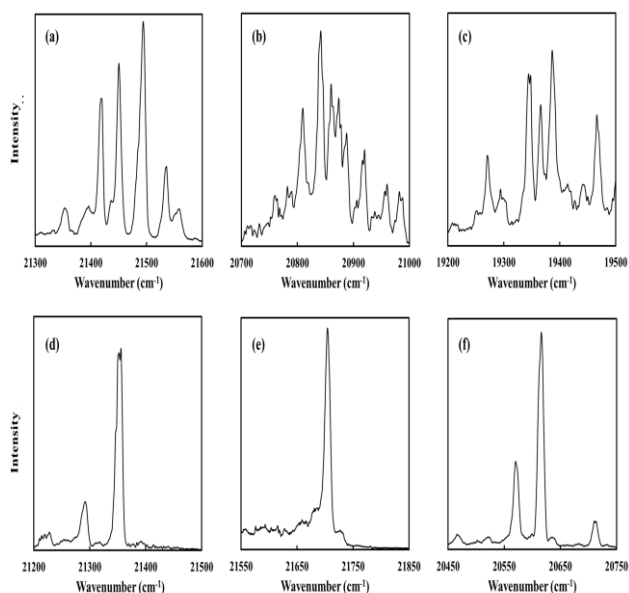 (a) (b) (c)
Intensity..
21300 21400 21500 21600 20700 20800 20900 21000 19200 19300 19400 19500
Wavenumber (cm⁻¹) Wavenumber (cm⁻¹) Wavenumber (cm⁻¹)
(d) (e) (f)
Intensity
21200 21300 21400 21500 21550 21650 21750 21850 20450 20550 20650 20750
Wavenumber (cm⁻¹) Wavenumber (cm⁻¹) Wavenumber (cm⁻¹)